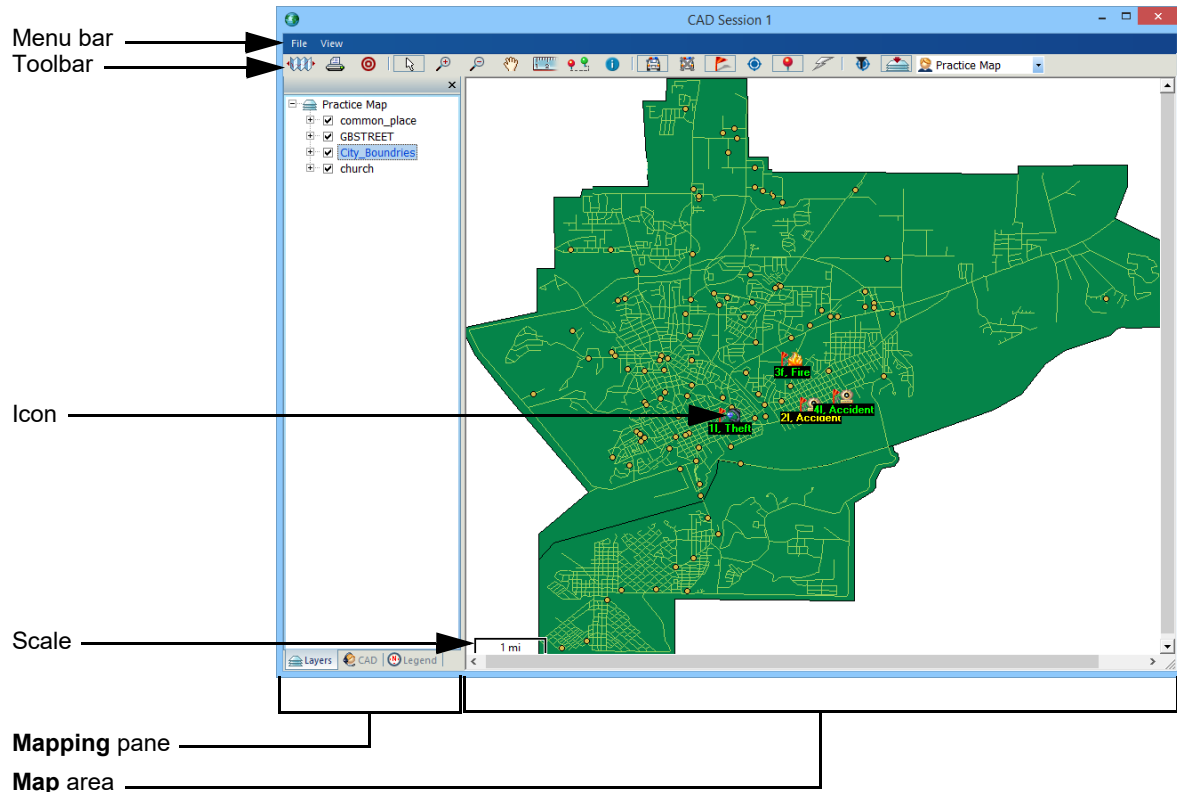 CAD Session 1
Menu bar
File View
Toolbar
Practice Map
Practice Map
common_place
GBSTREET
City_Boundries
church
3I, Fire
4I, Accident
2I, Accident
1I, Theft
Icon
Scale
1 mi
Layers CAD Legend
Mapping pane
Map area